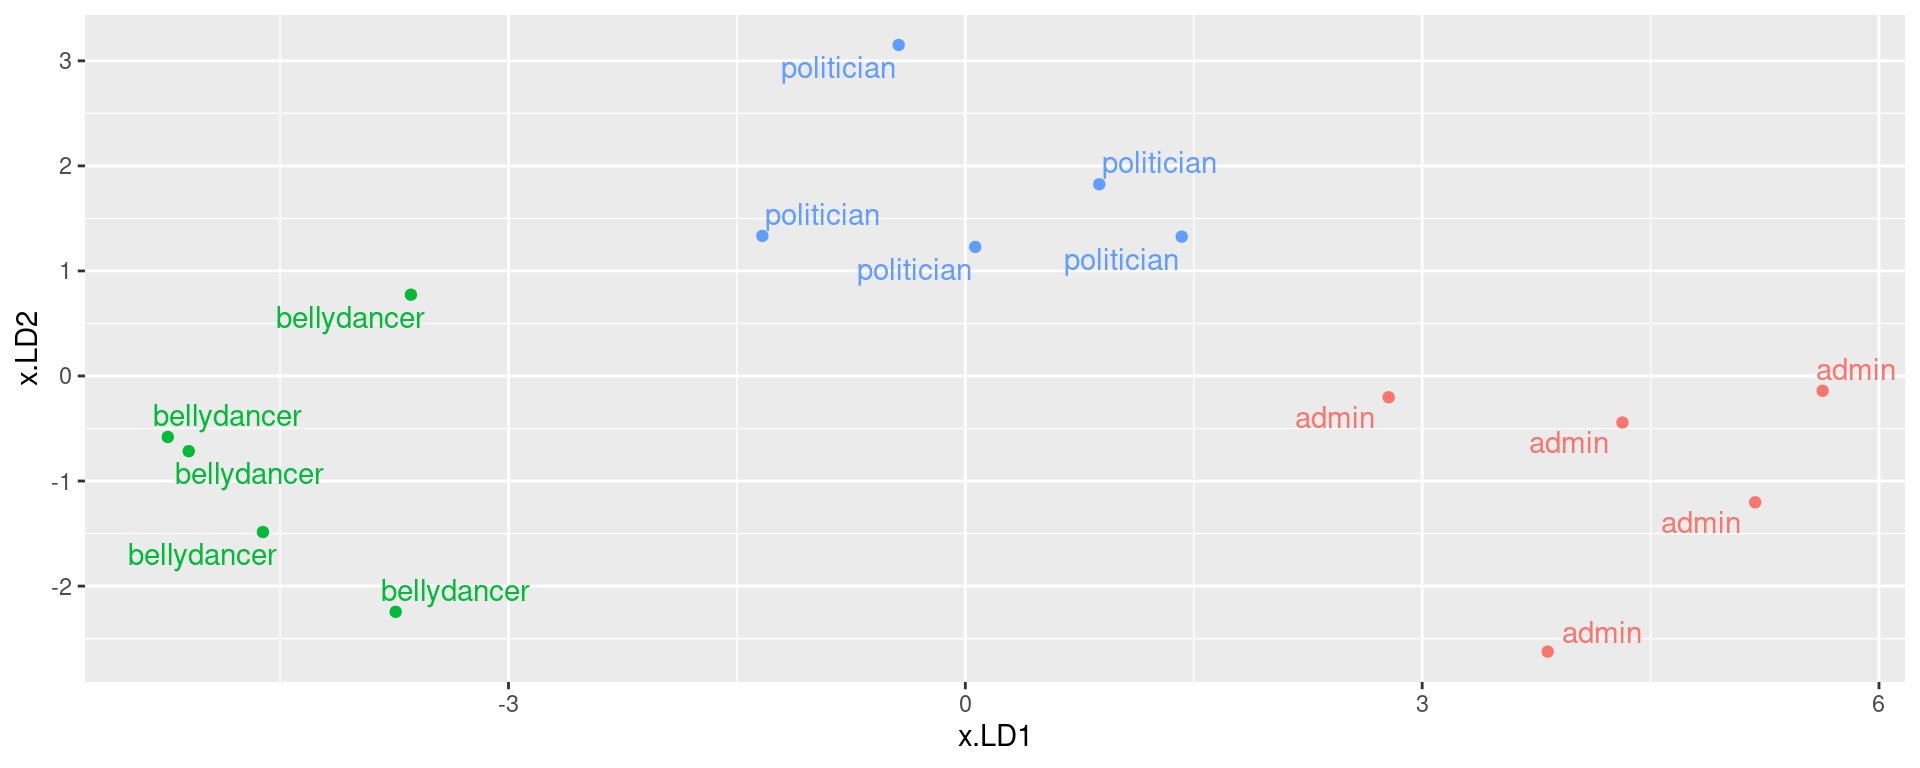 3
politician
2
politician
politician
politician
politician
1
bellydancer
x.LD2
0
admin
admin
bellydancer
admin
bellydancer
-1
admin
bellydancer
bellydancer
-2
admin
-3
0
3
6
x.LD1